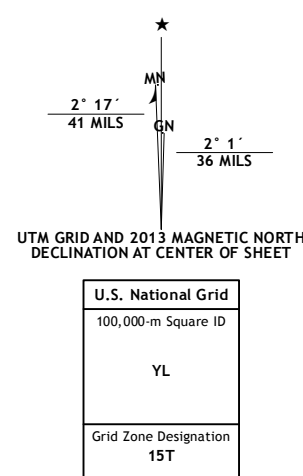 MN
2° 17´
41 MILS
GN
2° 1´
36 MILS
UTM GRID AND 2013 MAGNETIC NORTH
DECLINATION AT CENTER OF SHEET
U.S. National Grid
100,000-m Square ID
YL
Grid Zone Designation
15T